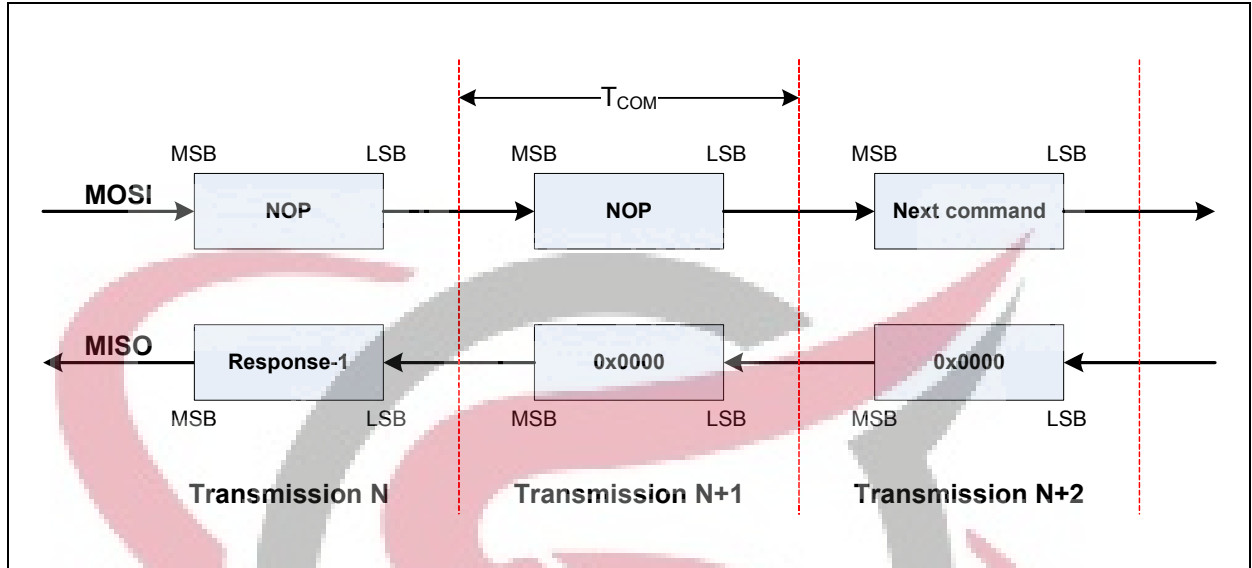 T_COM
MSB LSB MSB LSB MSB LSB
MOSI NOP NOP Next command
MISO Response-1 0x0000 0x0000
MSB LSB MSB LSB MSB LSB
Transmission N Transmission N+1 Transmission N+2